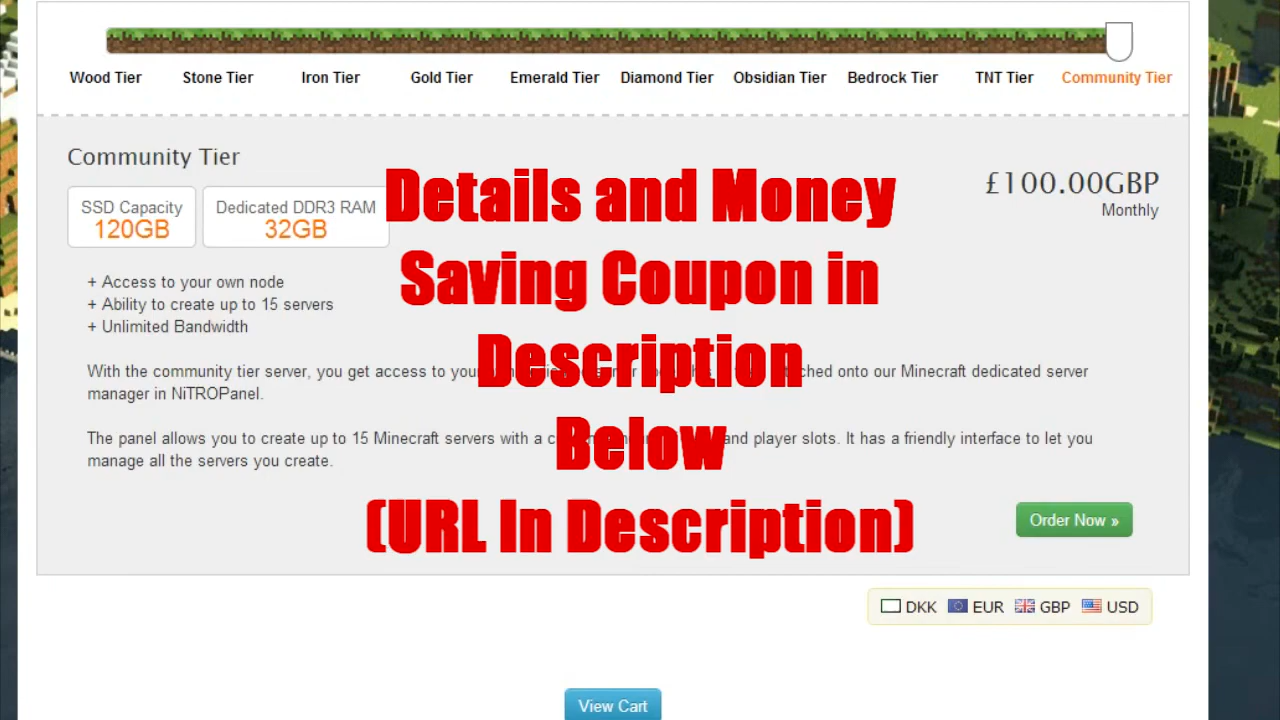 Wood Tier Stone Tier Iron Tier Gold Tier Emerald Tier Diamond Tier Obsidian Tier Bedrock Tier TNT Tier Community Tier
Community Tier
£100.00GBP
Monthly
SSD Capacity
120GB
Dedicated DDR3 RAM
32GB
Details and Money
Saving Coupon in
Description
Below
(URL In Description)
+ Access to your own node
+ Ability to create up to 15 servers
+ Unlimited Bandwidth
With the community tier server, you get access to your onto our Minecraft dedicated server
manager in NiTROPanel.
The panel allows you to create up to 15 Minecraft servers with a and player slots. It has a friendly interface to let you
manage all the servers you create.
Order Now »
DKK EUR GBP USD
View Cart